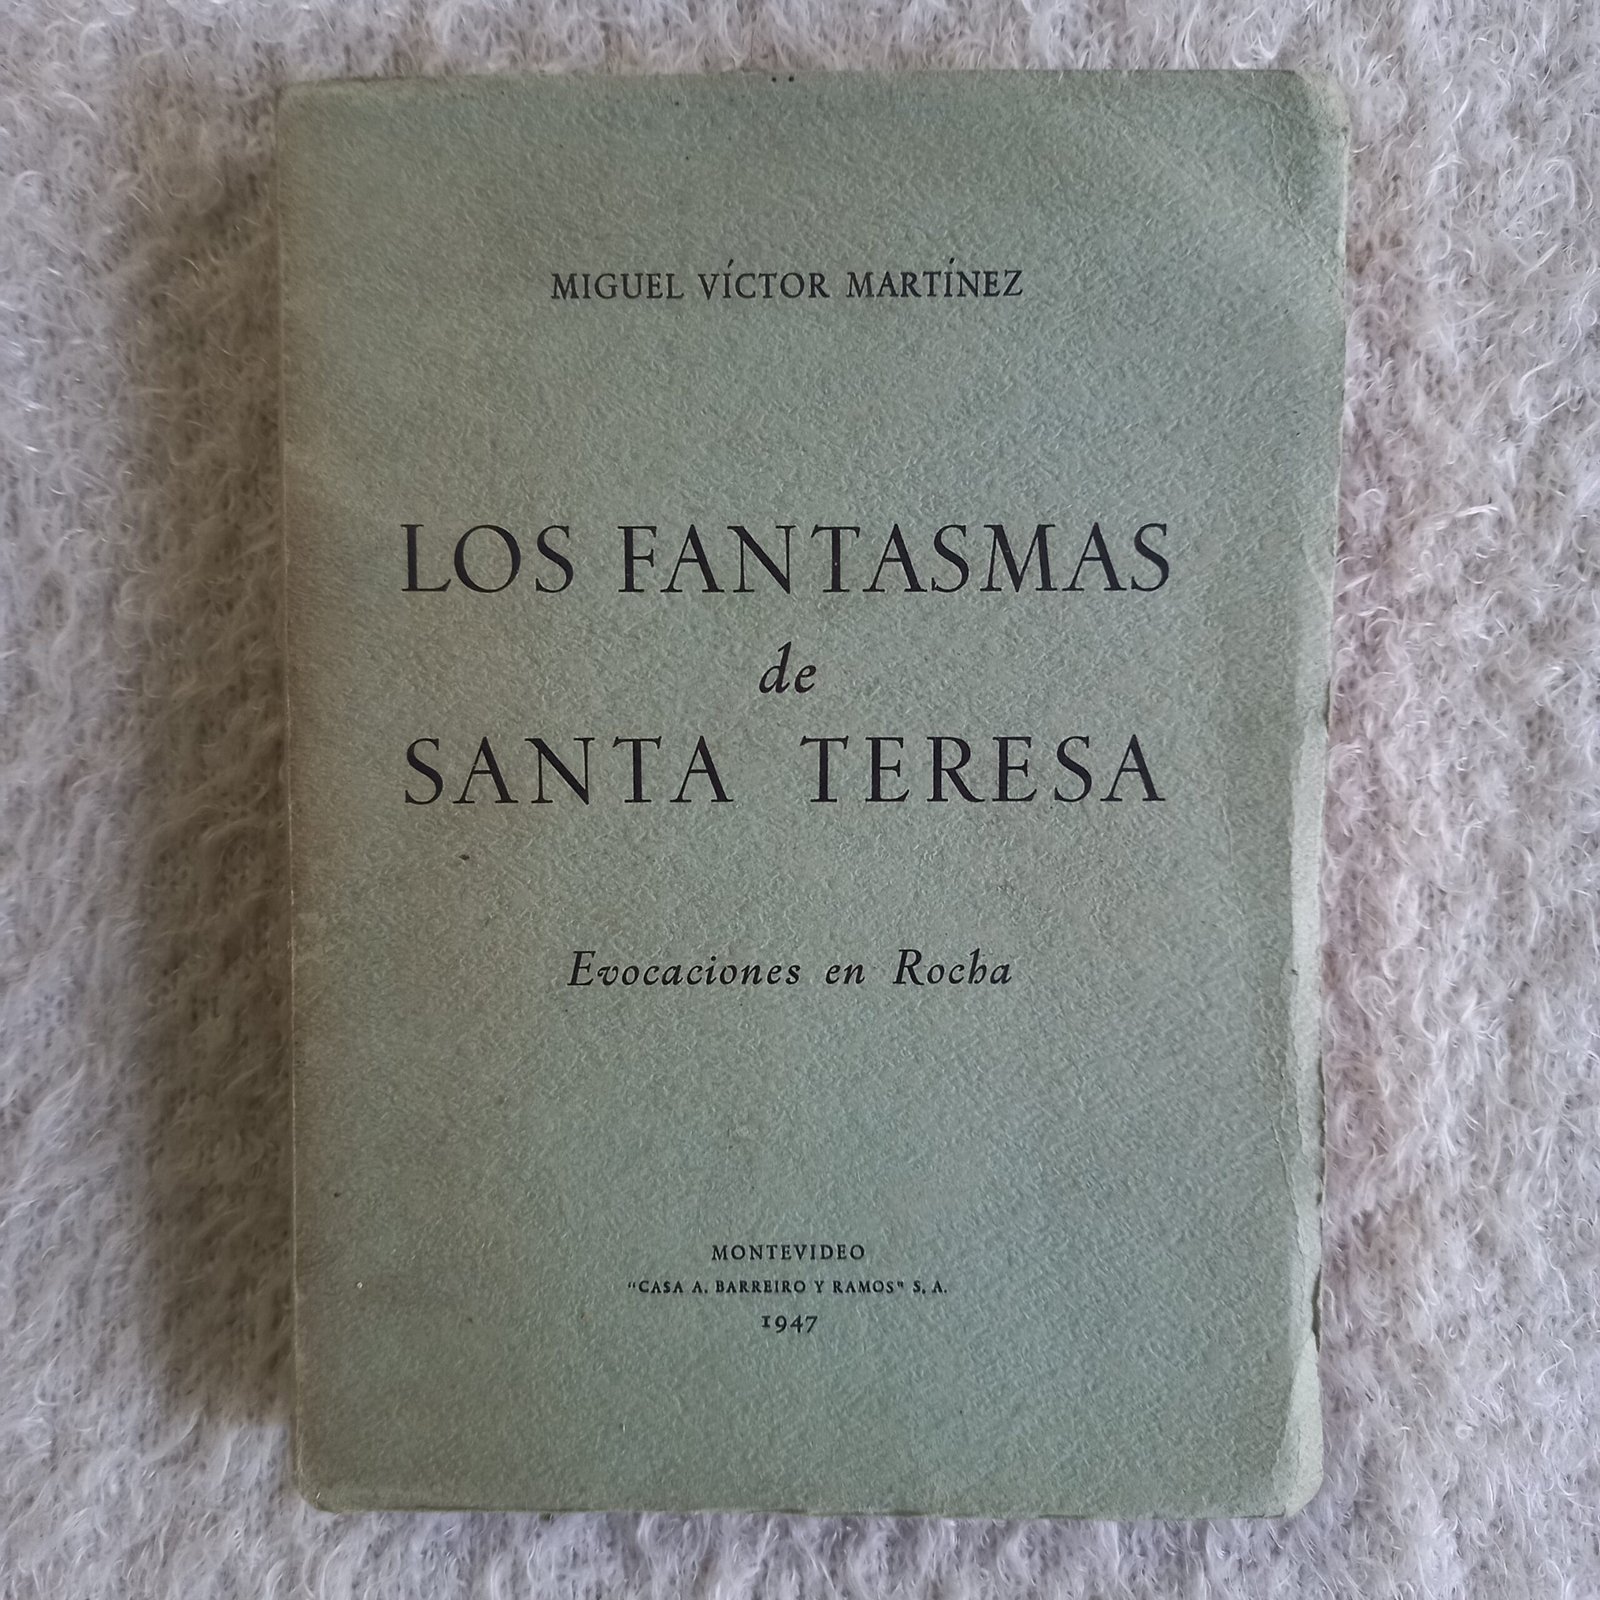 MIGUEL VÍCTOR MARTÍNEZ
LOS FANTASMAS
de
SANTA TERESA
Evocaciones en Rocha
MONTEVIDEO
"CASA A. BARREIRO Y RAMOS" S. A.
1947